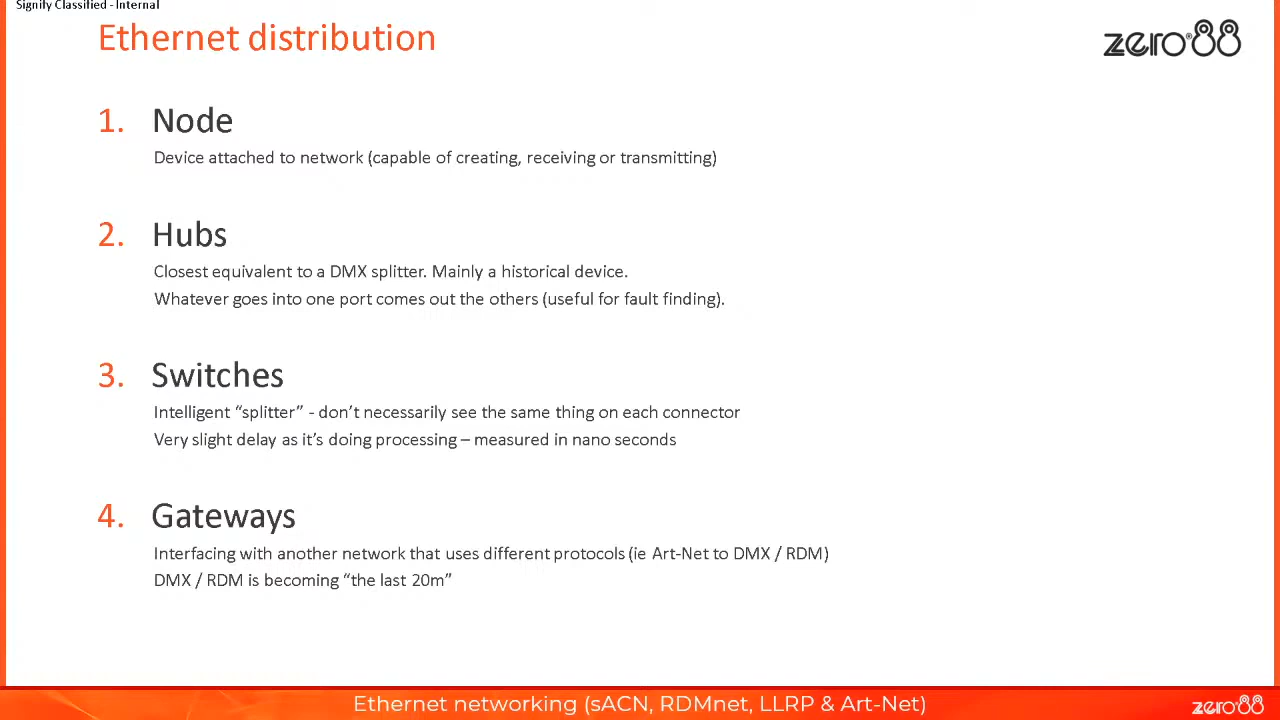 Signify Classified - Internal
Ethernet distribution
zero®88
1. Node
Device attached to network (capable of creating, receiving or transmitting)
2. Hubs
Closest equivalent to a DMX splitter. Mainly a historical device.
Whatever goes into one port comes out the others (useful for fault finding).
3. Switches
Intelligent “splitter” - don’t necessarily see the same thing on each connector
Very slight delay as it’s doing processing – measured in nano seconds
4. Gateways
Interfacing with another network that uses different protocols (ie Art-Net to DMX / RDM)
DMX / RDM is becoming “the last 20m”
Ethernet networking (sACN, RDMnet, LLRP & Art-Net)
zero®88